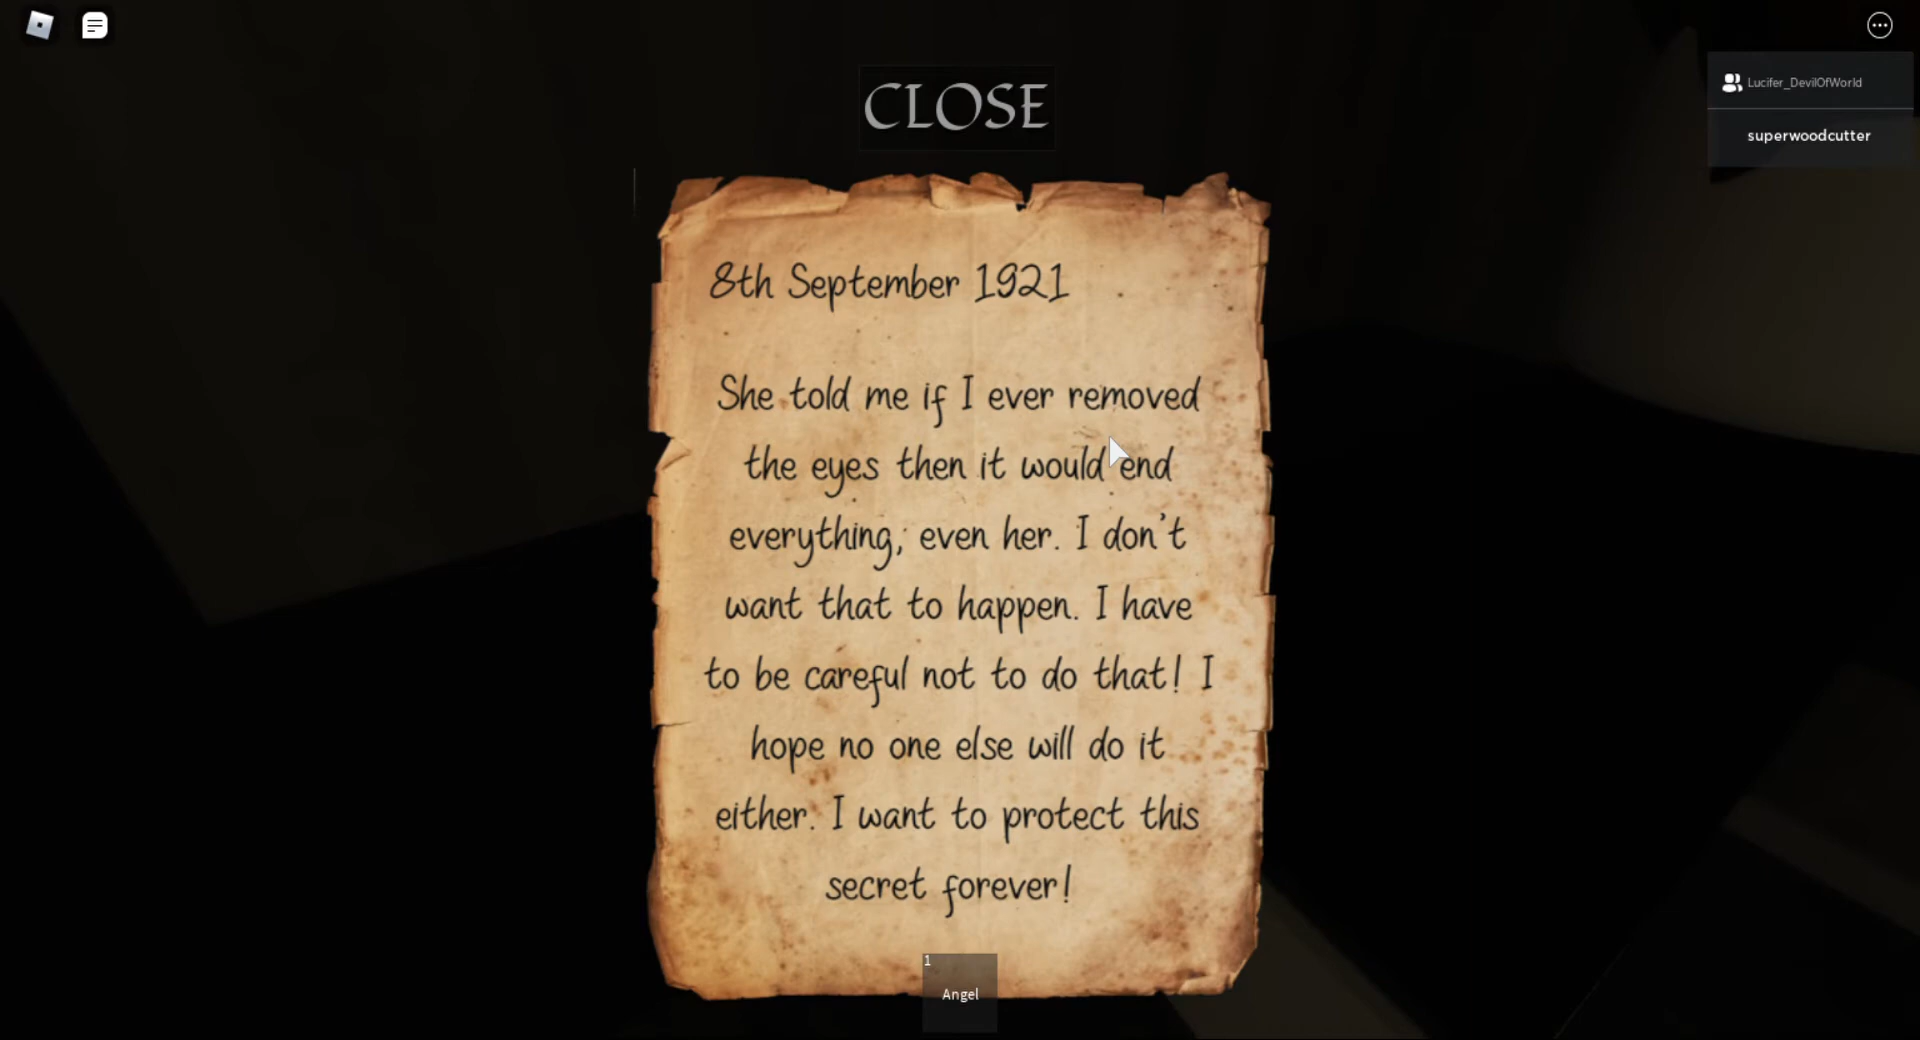 CLOSE
Lucifer_DevilOfWorld
superwoodcutter
8th September 1921
She told me if I ever removed
the eyes then it would end
everything, even her. I don't
want that to happen. I have
to be careful not to do that! I
hope no one else will do it
either. I want to protect this
secret forever!
1
Angel